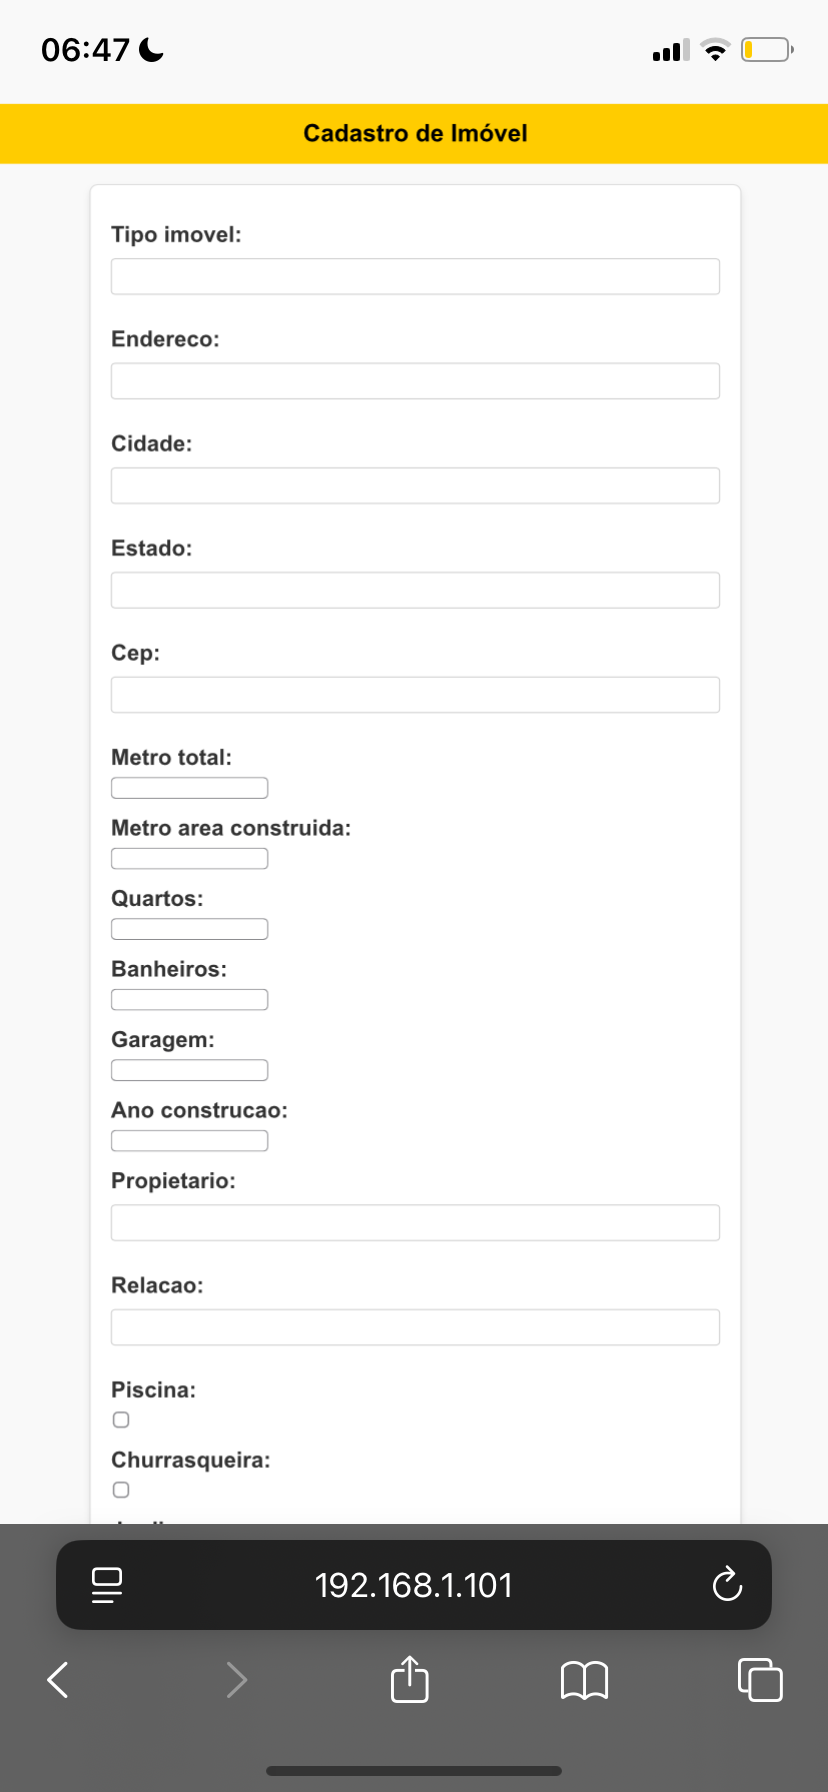 06:47
Cadastro de Imóvel
Tipo imovel:
Endereco:
Cidade:
Estado:
Cep:
Metro total:
Metro area construida:
Quartos:
Banheiros:
Garagem:
Ano construcao:
Propietario:
Relacao:
Piscina:
Churrasqueira:
192.168.1.101